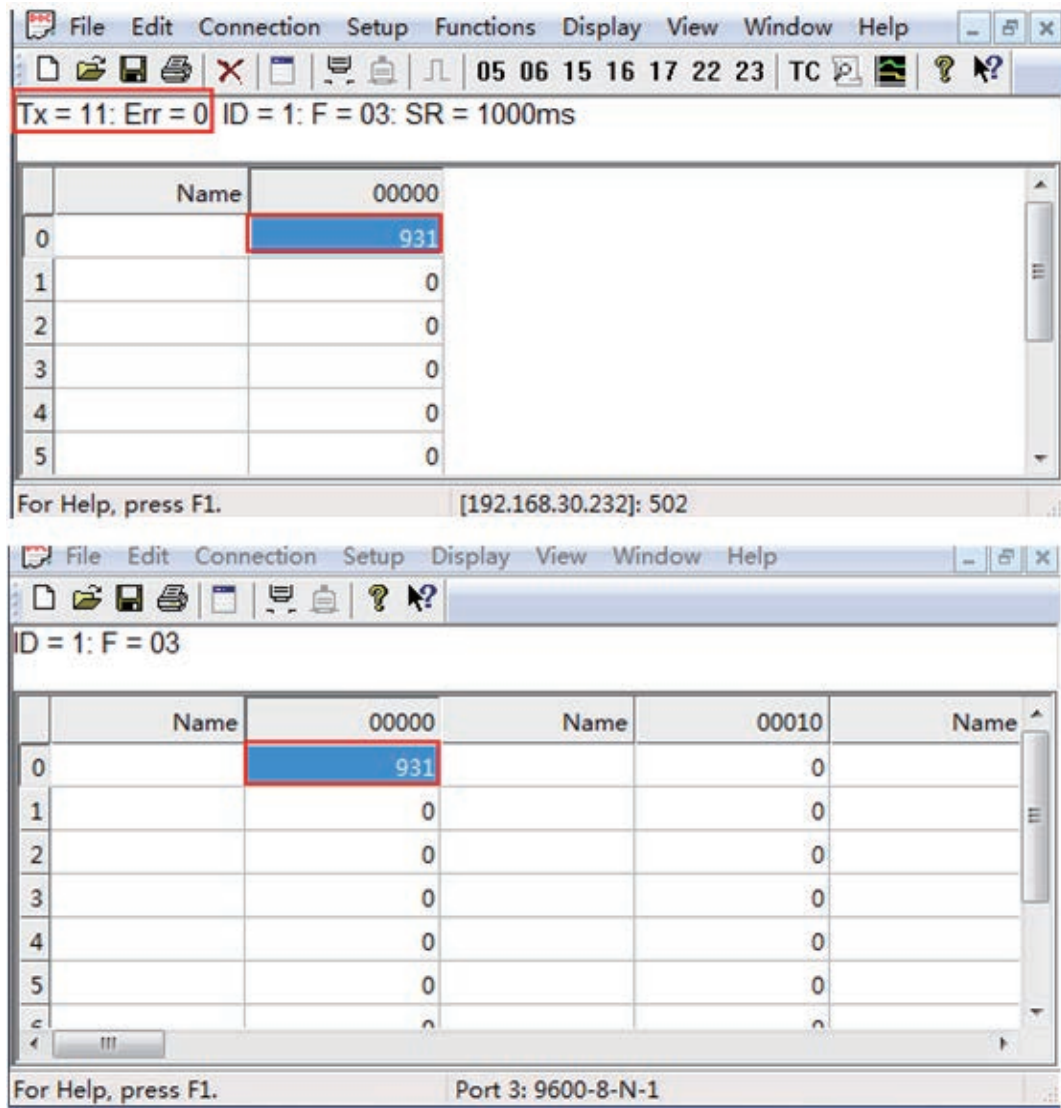 File Edit Connection Setup Functions Display View Window Help
05 06 15 16 17 22 23 TC
Tx = 11: Err = 0: ID = 1: F = 03: SR = 1000ms
Name 00000
0 931
1 0
2 0
3 0
4 0
5 0
For Help, press F1. [192.168.30.232]: 502
File Edit Connection Setup Display View Window Help
ID = 1: F = 03
Name 00000 Name 00010 Name
0 931 0
1 0 0
2 0 0
3 0 0
4 0 0
5 0 0
For Help, press F1. Port 3: 9600-8-N-1